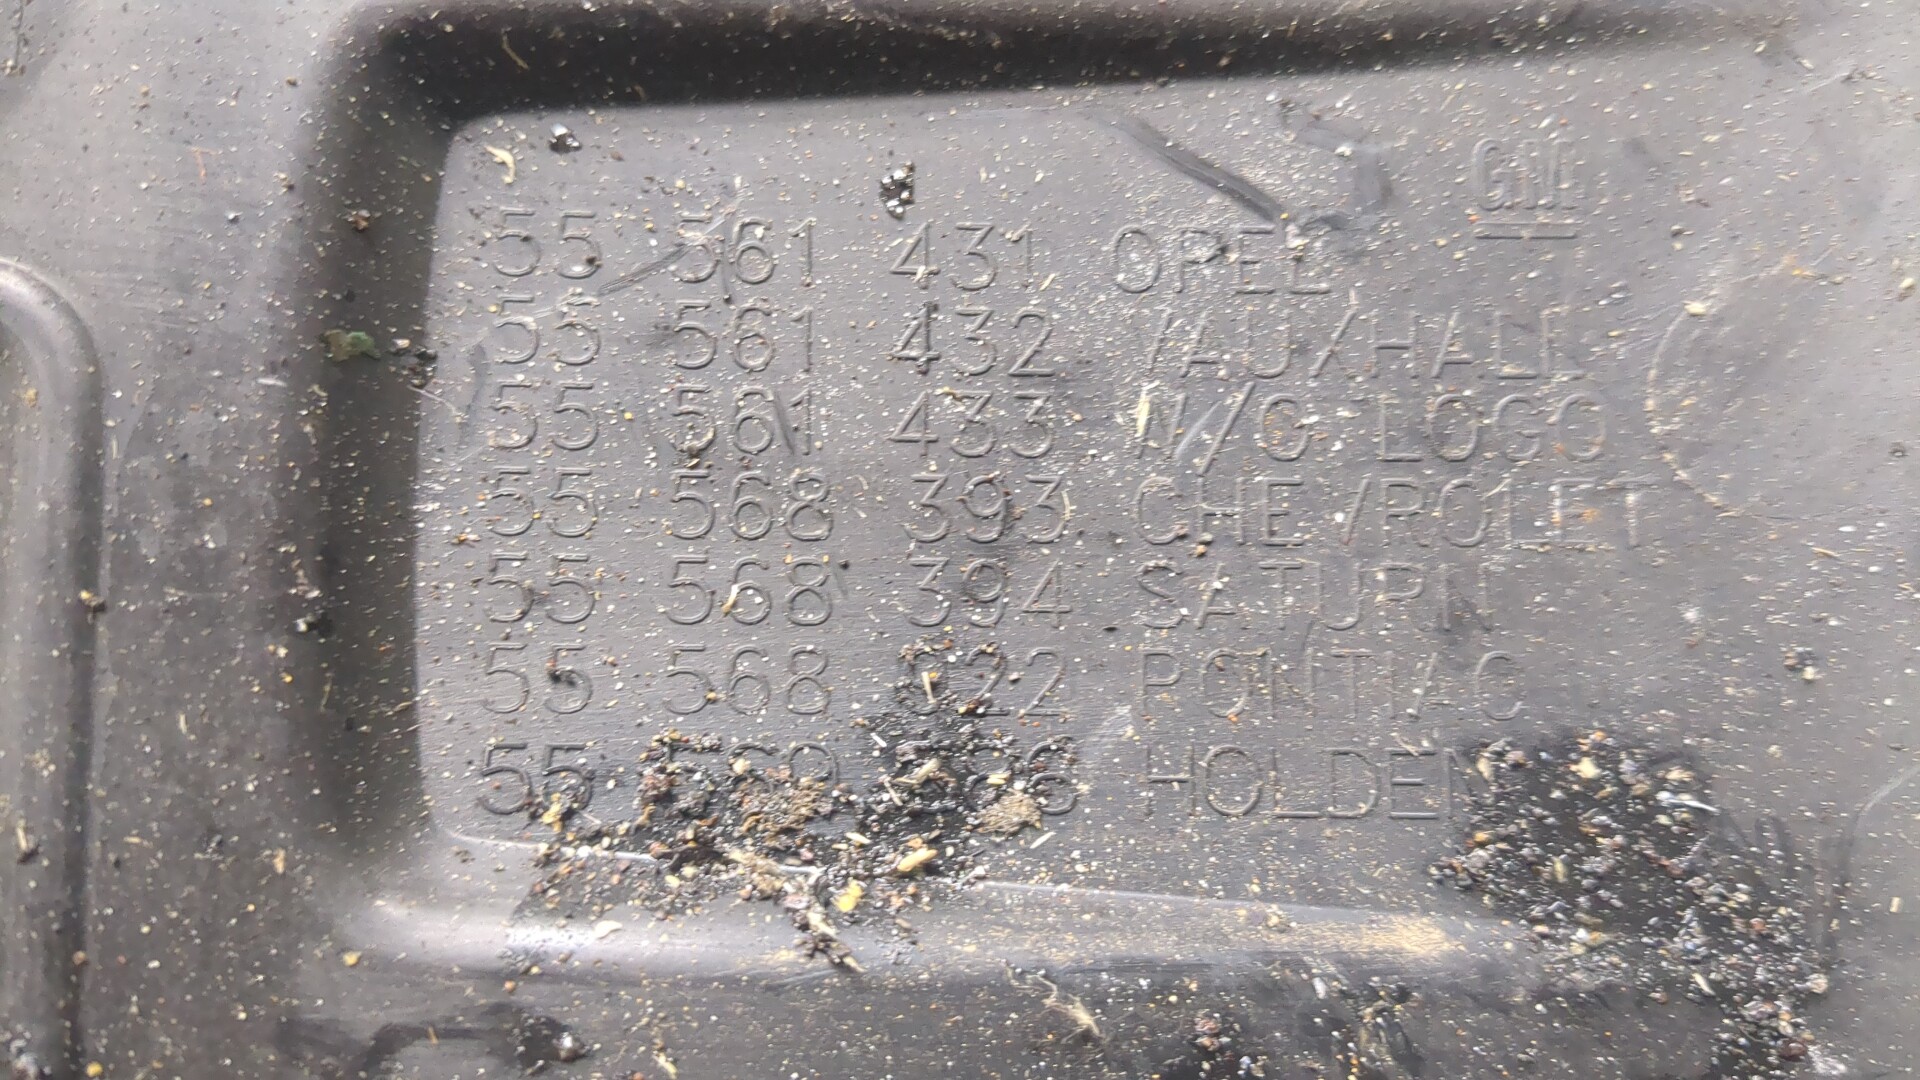 GM
55 561 431 OPEL
55 561 432 VAUXHALL
55 561 433 W/O LOGO
55 568 393 CHEVROLET
55 568 394 SATURN
55 568 PONTIAC
55 HOLDEN